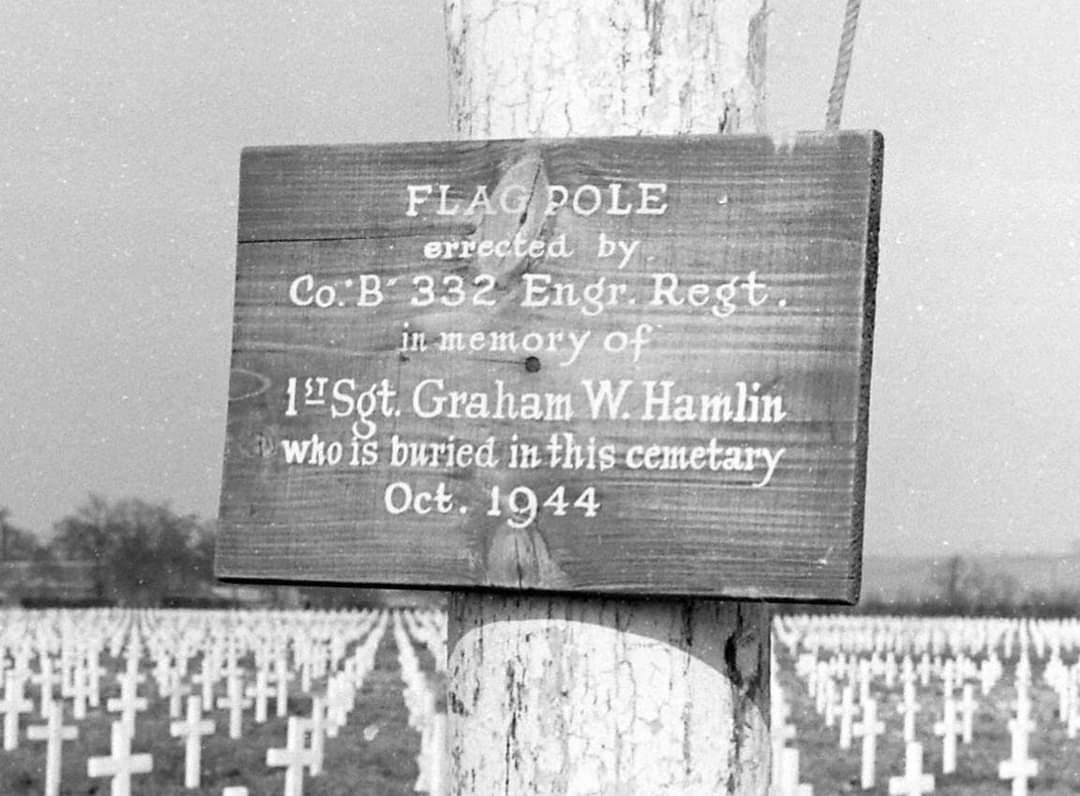 FLAG POLE
errected by
Co. "B" 332 Engr. Regt.
in memory of
1ST Sgt. Graham W. Hamlin
who is buried in this cemetary
Oct. 1944